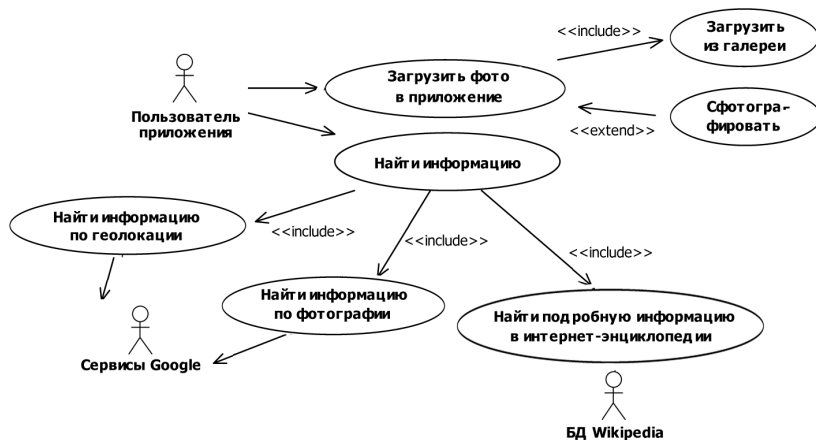 <<include>>
Загрузить
из галереи
Загрузить фото
в приложение
Сфотогра-
фировать
<<extend>>
Пользователь
приложения
Найти информацию
Найти информацию
по геолокации
<<include>>
<<include>>
<<include>>
Найти информацию
по фотографии
Найти подробную информацию
в интернет-энциклопедии
Сервисы Google
БД Wikipedia